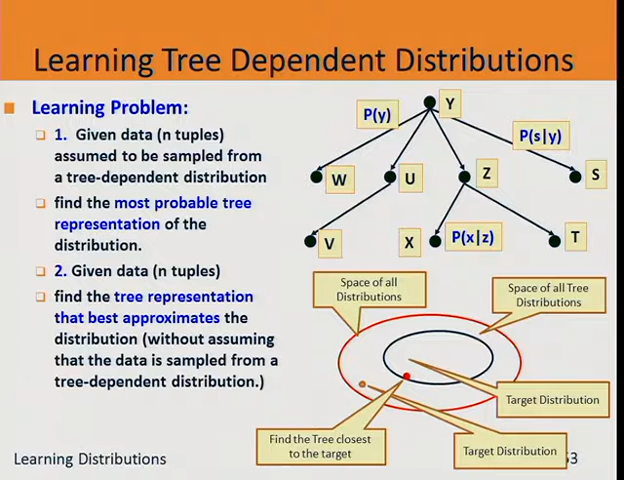 Learning Tree Dependent Distributions
Learning Problem:
1. Given data (n tuples)
assumed to be sampled from
a tree-dependent distribution
find the most probable tree
representation of the
distribution.
2. Given data (n tuples)
find the tree representation
that best approximates the
distribution (without assuming
that the data is sampled from a
tree-dependent distribution.)
P(y)
Y
P(s|y)
W
U
Z
S
V
X
P(x|z)
T
Space of all
Distributions
Space of all Tree
Distributions
Target Distribution
Find the Tree closest
to the target
Target Distribution
Learning Distributions
53